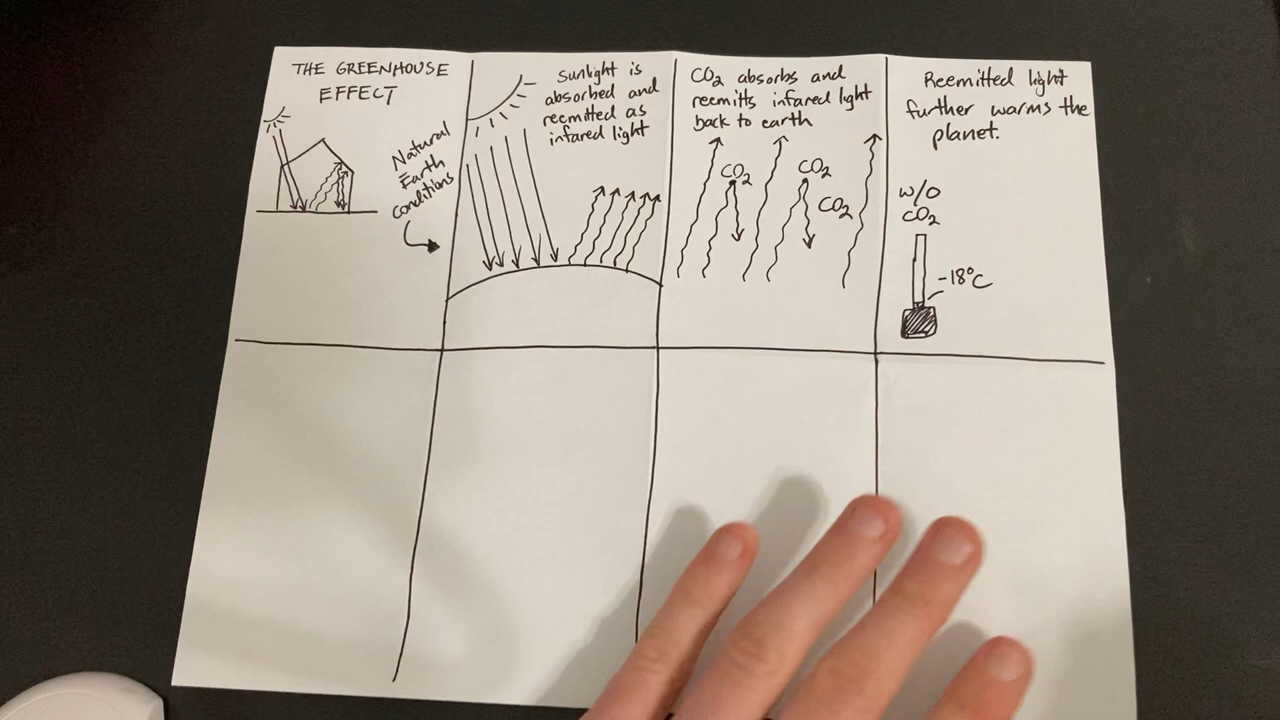 THE GREENHOUSE
EFFECT
Natural
Earth
conditions
Sunlight is
absorbed and
reemitted as
infared light
CO₂ absorbs and
reemitts infared light
back to earth
CO₂
CO₂
CO₂
Reemitted light
further warms the
planet.
w/o
CO₂
-18°C